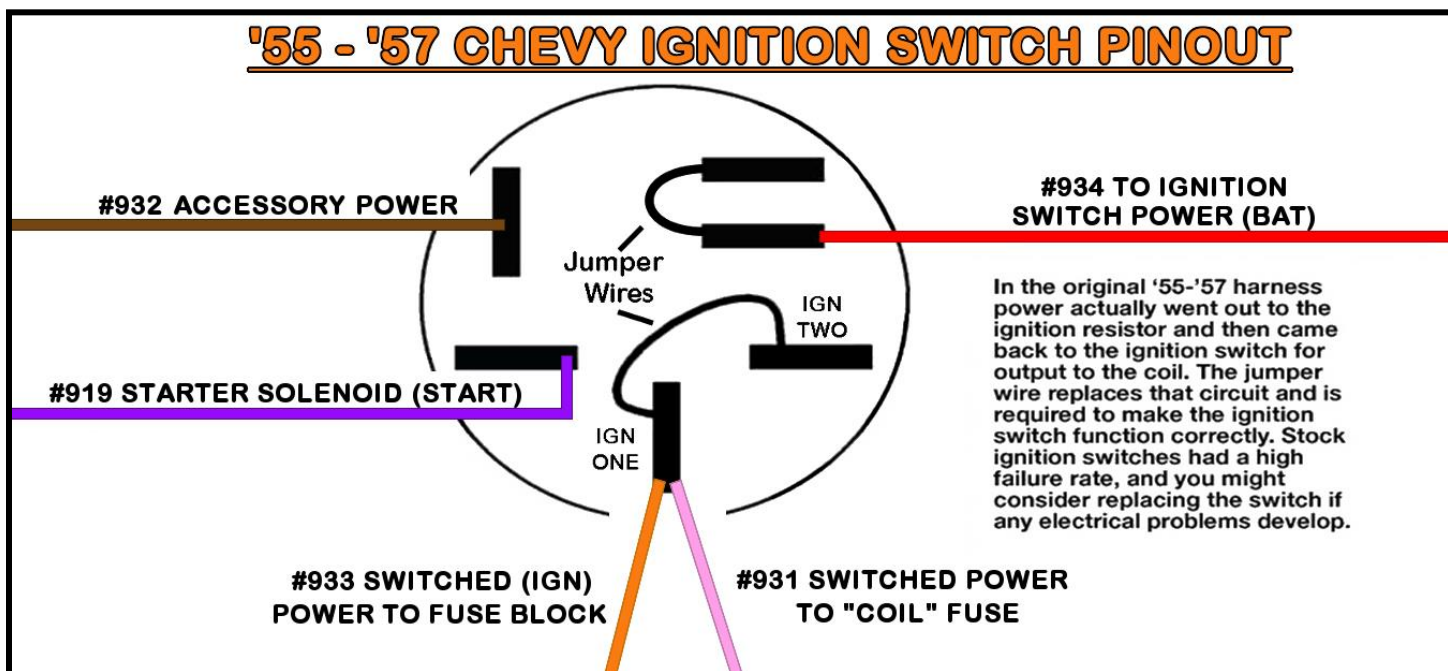 '55 - '57 CHEVY IGNITION SWITCH PINOUT
#932 ACCESSORY POWER
#934 TO IGNITION
SWITCH POWER (BAT)
Jumper
Wires
IGN
TWO
#919 STARTER SOLENOID (START)
IGN
ONE
In the original ‘55-’57 harness
power actually went out to the
ignition resistor and then came
back to the ignition switch for
output to the coil. The jumper
wire replaces that circuit and is
required to make the ignition
switch function correctly. Stock
ignition switches had a high
failure rate, and you might
consider replacing the switch if
any electrical problems develop.
#933 SWITCHED (IGN)
POWER TO FUSE BLOCK
#931 SWITCHED POWER
TO "COIL" FUSE